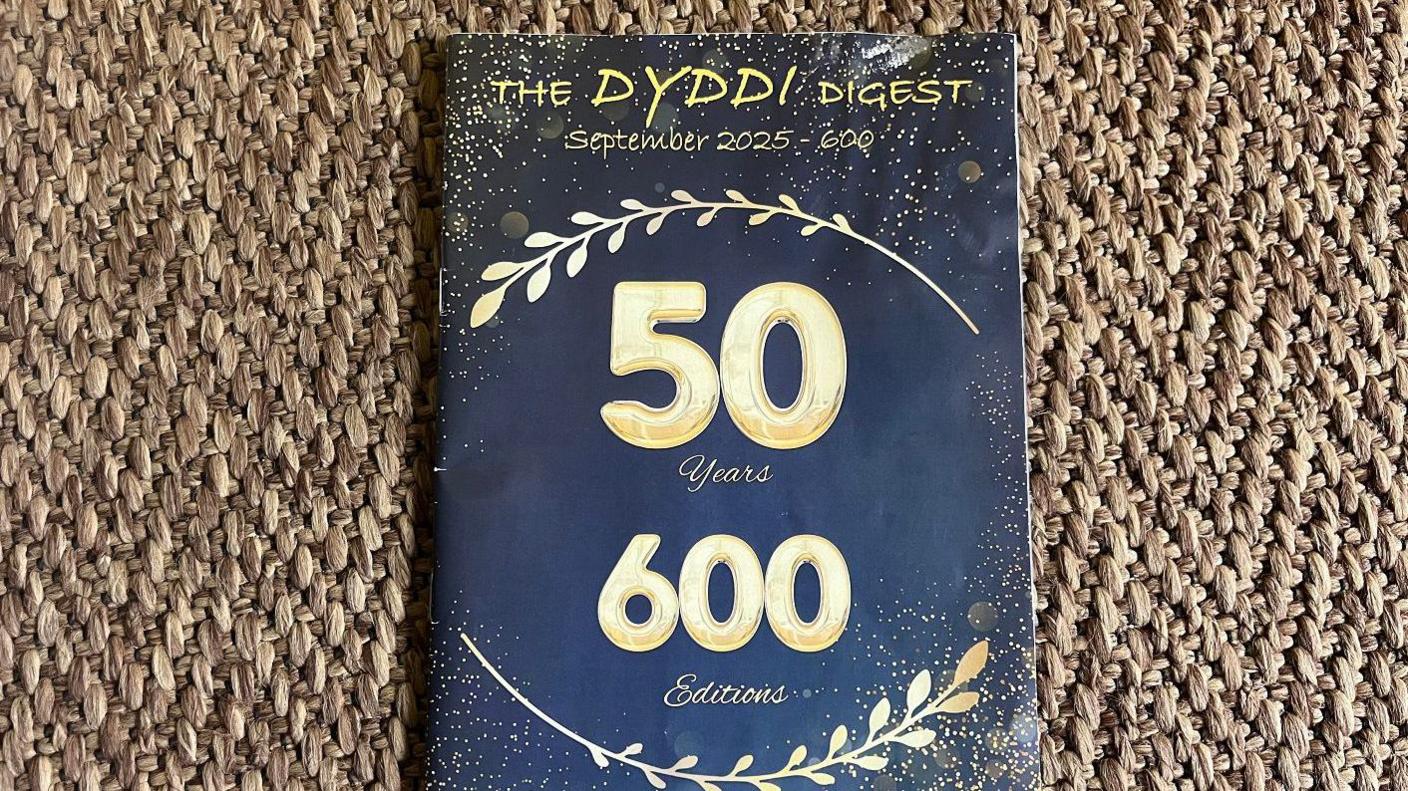 THE DYDDI DIGEST
September 2025 - 600
50
Years
600
Editions